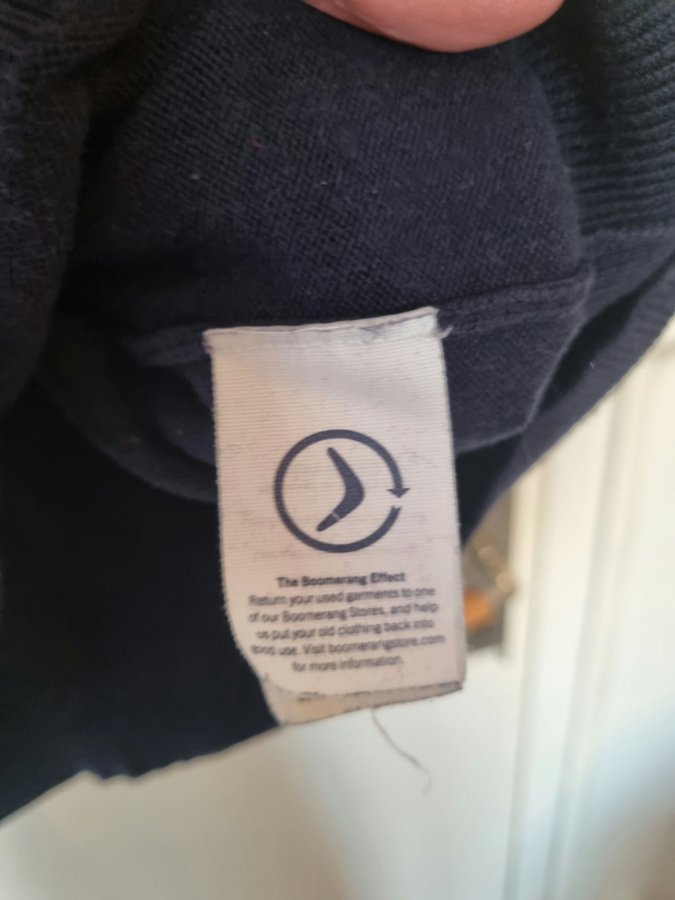 The Boomerang Effect
Return your used garments to one
of our Boomerang Stores, and help
us put your old clothing back into
good use. Visit boomerangstore.com
for more information.